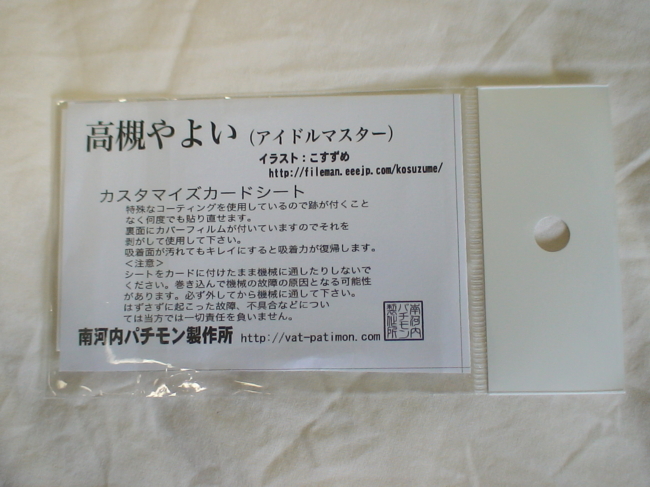 高槻やよい（アイドルマスター）
イラスト：こすずめ
http://fileman.eeejp.com/kosuzume/
カスタマイズカードシート
特殊なコーティングを使用しているので跡が付くこと
なく何度でも貼り直せます。
裏面にカバーフィルムが付いていますのでそれを
剥がして使用して下さい。
吸着面が汚れてもキレイにすると吸着力が復帰します。
＜注意＞
シートをカードに付けたまま機械に通したりしないで
ください。巻き込んで機械の故障の原因となる可能性
があります。必ず外してから機械に通して下さい。
はずさずに起こった故障、不具合などについ
ては当方では一切責任を負いません。
南河内パチモン製作所 http://vat-patimon.com
南河内
パチモン
製作所